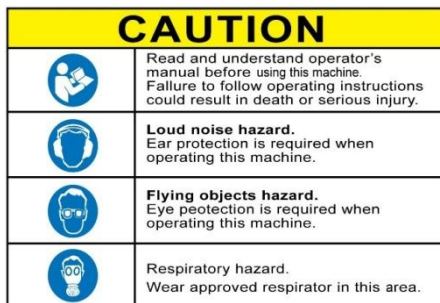 CAUTION
Read and understand operator's
manual before using this machine.
Failure to follow operating instructions
could result in death or serious injury.
Loud noise hazard.
Ear protection is required when
operating this machine.
Flying objects hazard.
Eye peotection is required when
operating this machine.
Respiratory hazard.
Wear approved respirator in this area.